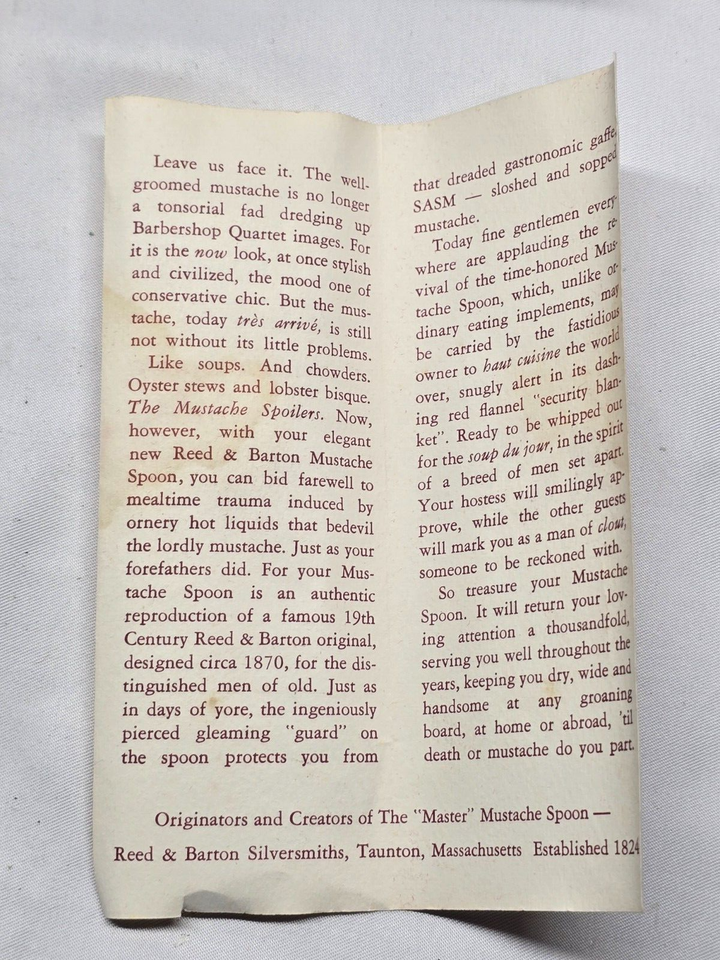 Leave us face it. The well-
groomed mustache is no longer
a tonsorial fad dredging up
Barbershop Quartet images. For
it is the now look, at once stylish
and civilized, the mood one of
conservative chic. But the mus-
tache, today très arrivé, is still
not without its little problems.
Like soups. And chowders.
Oyster stews and lobster bisque.
The Mustache Spoilers. Now,
however, with your elegant
new Reed & Barton Mustache
Spoon, you can bid farewell to
mealtime trauma induced by
ornery hot liquids that bedevil
the lordly mustache. Just as your
forefathers did. For your Mus-
tache Spoon is an authentic
reproduction of a famous 19th
Century Reed & Barton original,
designed circa 1870, for the dis-
tinguished men of old. Just as
in days of yore, the ingeniously
pierced gleaming "guard" on
the spoon protects you from
that dreaded gastronomic gaffe,
SASM — sloshed and sopped
mustache.
Today fine gentlemen every-
where are applauding the re-
vival of the time-honored Mus-
tache Spoon, which, unlike or-
dinary eating implements, may
be carried by the fastidious
owner to haut cuisine the world
over, snugly alert in its dash-
ing red flannel "security blan-
ket". Ready to be whipped out
for the soup du jour, in the spirit
of a breed of men set apart.
Your hostess will smilingly ap-
prove, while the other guests
will mark you as a man of clout,
someone to be reckoned with.
So treasure your Mustache
Spoon. It will return your lov-
ing attention a thousandfold,
serving you well throughout the
years, keeping you dry, wide and
handsome at any groaning
board, at home or abroad, 'til
death or mustache do you part.
Originators and Creators of The "Master" Mustache Spoon —
Reed & Barton Silversmiths, Taunton, Massachusetts Established 1824